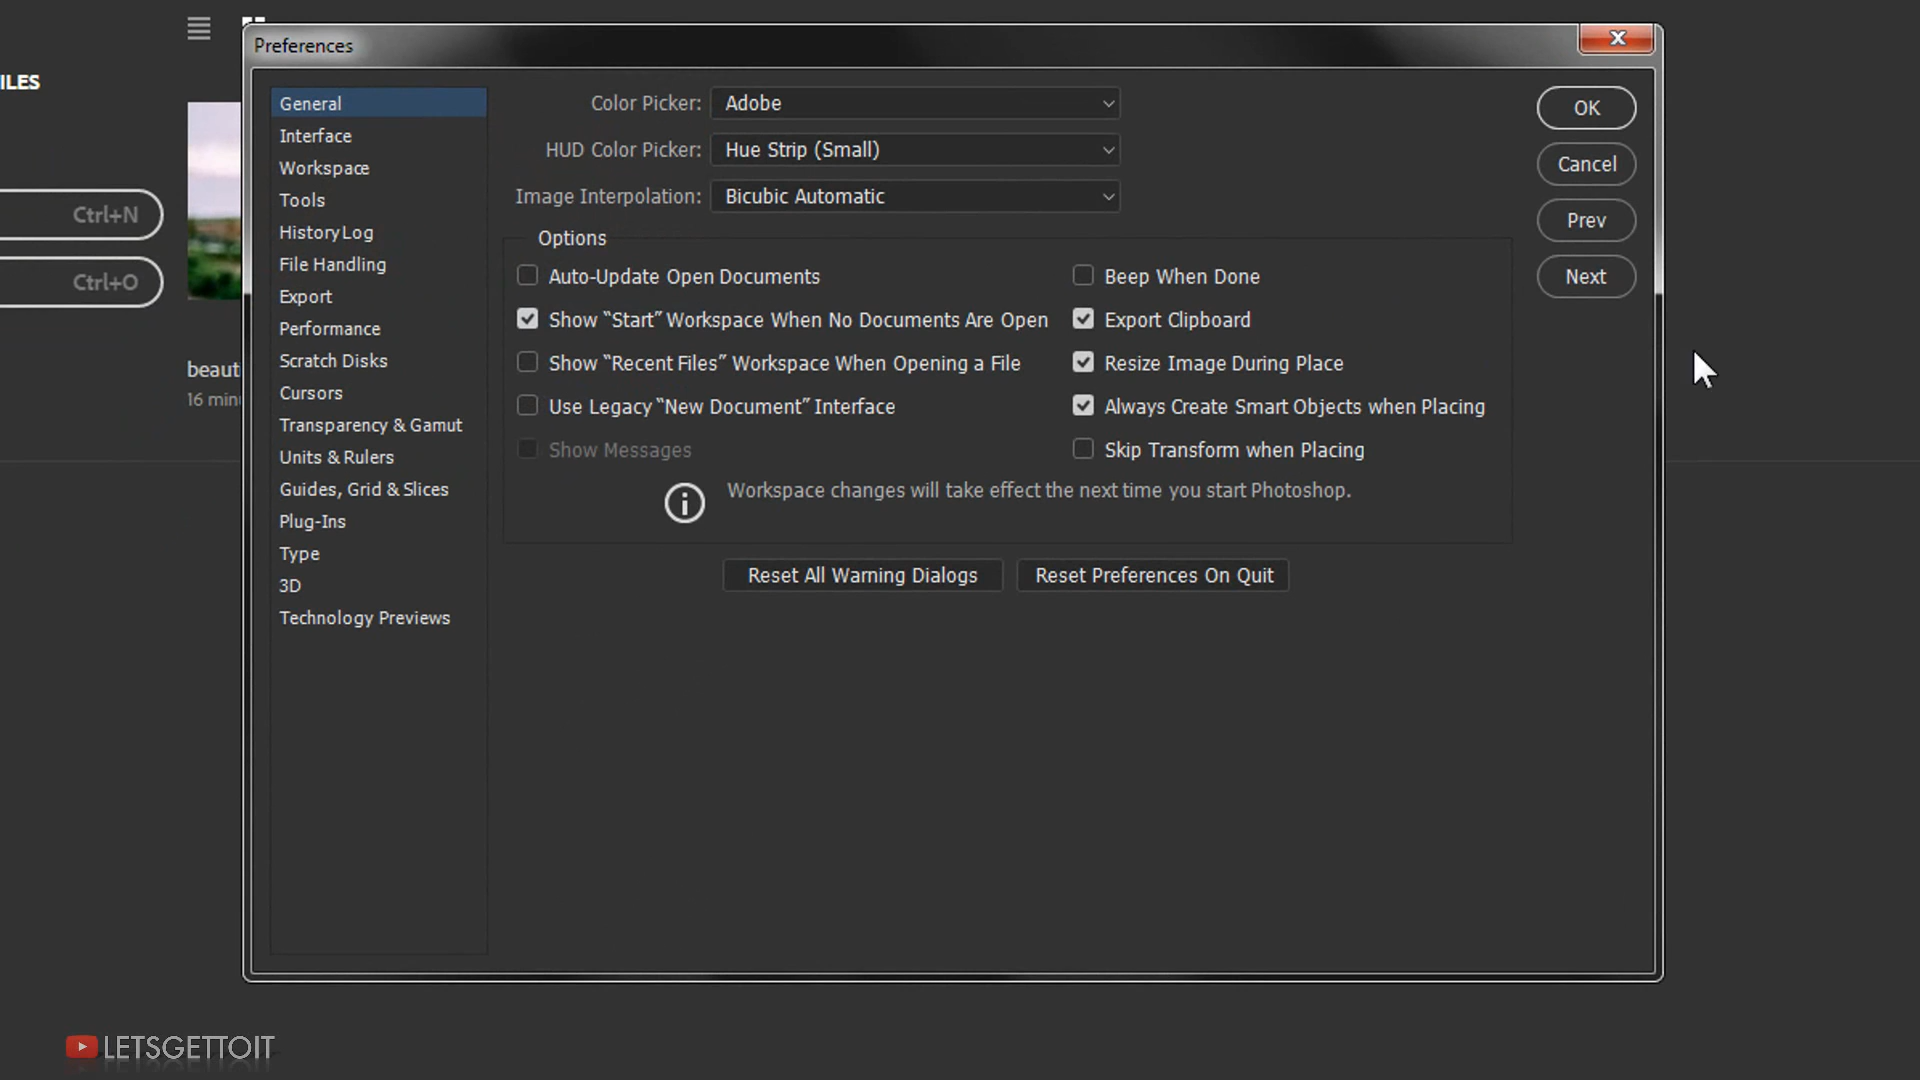 Preferences
ILES
Ctrl+N
Ctrl+O
beaut
16 minu
General
Interface
Workspace
Tools
History Log
File Handling
Export
Performance
Scratch Disks
Cursors
Transparency & Gamut
Units & Rulers
Guides, Grid & Slices
Plug-Ins
Type
3D
Technology Previews
Color Picker: Adobe
HUD Color Picker: Hue Strip (Small)
Image Interpolation: Bicubic Automatic
Options
Auto-Update Open Documents
Show “Start” Workspace When No Documents Are Open
Show “Recent Files” Workspace When Opening a File
Use Legacy “New Document” Interface
Show Messages
Beep When Done
Export Clipboard
Resize Image During Place
Always Create Smart Objects when Placing
Skip Transform when Placing
Workspace changes will take effect the next time you start Photoshop.
Reset All Warning Dialogs
Reset Preferences On Quit
OK
Cancel
Prev
Next
LETSGETTOIT